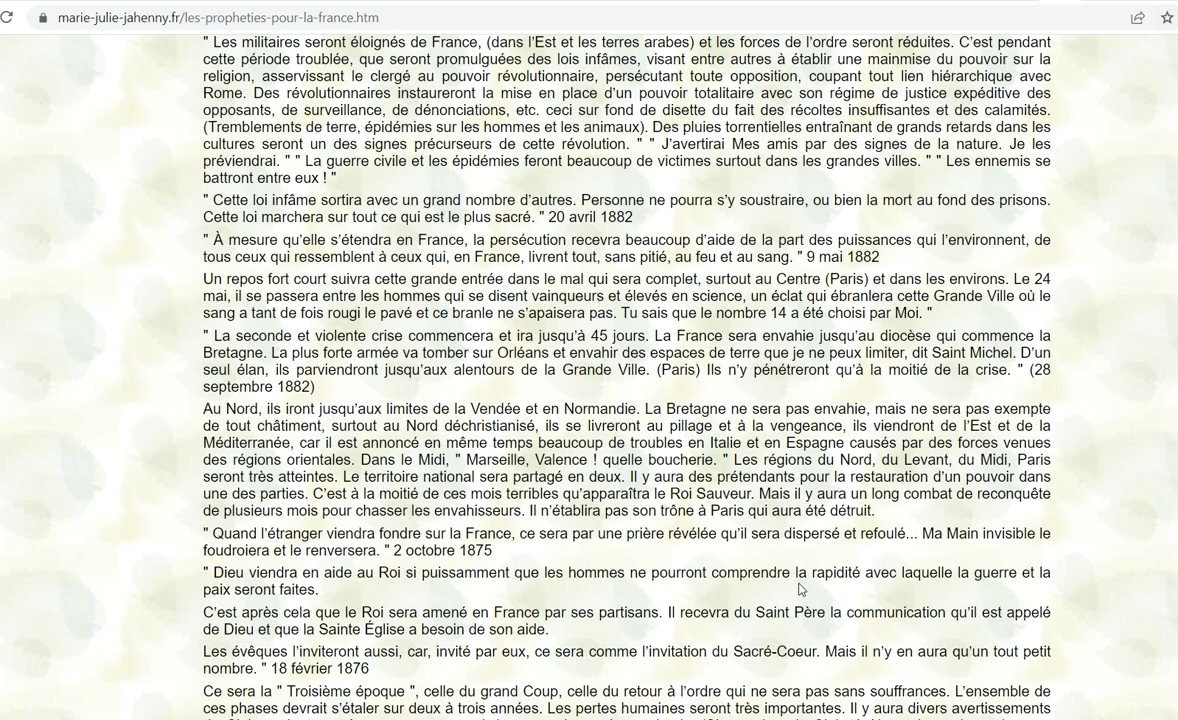 marie-julie-jahenny.fr/les-propheties-pour-la-france.htm
" Les militaires seront éloignés de France, (dans l’Est et les terres arabes) et les forces de l’ordre seront réduites. C’est pendant
cette période troublée, que seront promulguées des lois infâmes, visant entre autres à établir une mainmise du pouvoir sur la
religion, asservissant le clergé au pouvoir révolutionnaire, persécutant toute opposition, coupant tout lien hiérarchique avec
Rome. Des révolutionnaires instaureront la mise en place d’un pouvoir totalitaire avec son régime de justice expéditive des
opposants, de surveillance, de dénonciations, etc. ceci sur fond de disette du fait des récoltes insuffisantes et des calamités.
(Tremblements de terre, épidémies sur les hommes et les animaux). Des pluies torrentielles entraînant de grands retards dans les
cultures seront un des signes précurseurs de cette révolution. " " J’avertirai Mes amis par des signes de la nature. Je les
préviendrai. " " La guerre civile et les épidémies feront beaucoup de victimes surtout dans les grandes villes. " " Les ennemis se
battront entre eux ! "
" Cette loi infâme sortira avec un grand nombre d’autres. Personne ne pourra s’y soustraire, ou bien la mort au fond des prisons.
Cette loi marchera sur tout ce qui est le plus sacré. " 20 avril 1882
" À mesure qu’elle s’étendra en France, la persécution recevra beaucoup d’aide de la part des puissances qui l’environnent, de
tous ceux qui ressemblent à ceux qui, en France, livrent tout, sans pitié, au feu et au sang. " 9 mai 1882
Un repos fort court suivra cette grande entrée dans le mal qui sera complet, surtout au Centre (Paris) et dans les environs. Le 24
mai, il se passera entre les hommes qui se disent vainqueurs et élevés en science, un éclat qui ébranlera cette Grande Ville où le
sang a tant de fois rougi le pavé et ce branle ne s’apaisera pas. Tu sais que le nombre 14 a été choisi par Moi. "
" La seconde et violente crise commencera et ira jusqu’à 45 jours. La France sera envahie jusqu’au diocèse qui commence la
Bretagne. La plus forte armée va tomber sur Orléans et envahir des espaces de terre que je ne peux limiter, dit Saint Michel. D’un
seul élan, ils parviendront jusqu’aux alentours de la Grande Ville. (Paris) Ils n’y pénétreront qu’à la moitié de la crise. " (28
septembre 1882)
Au Nord, ils iront jusqu’aux limites de la Vendée et en Normandie. La Bretagne ne sera pas envahie, mais ne sera pas exempte
de tout châtiment, surtout au Nord déchristianisé, ils se livreront au pillage et à la vengeance, ils viendront de l’Est et de la
Méditerranée, car il est annoncé en même temps beaucoup de troubles en Italie et en Espagne causés par des forces venues
des régions orientales. Dans le Midi, " Marseille, Valence ! quelle boucherie. " Les régions du Nord, du Levant, du Midi, Paris
seront très atteintes. Le territoire national sera partagé en deux. Il y aura des prétendants pour la restauration d’un pouvoir dans
une des parties. C’est à la moitié de ces mois terribles qu’apparaîtra le Roi Sauveur. Mais il y aura un long combat de reconquête
de plusieurs mois pour chasser les envahisseurs. Il n’établira pas son trône à Paris qui aura été détruit.
" Quand l’étranger viendra fondre sur la France, ce sera par une prière révélée qu’il sera dispersé et refoulé... Ma Main invisible le
foudroiera et le renversera. " 2 octobre 1875
" Dieu viendra en aide au Roi si puissamment que les hommes ne pourront comprendre la rapidité avec laquelle la guerre et la
paix seront faites.
C’est après cela que le Roi sera amené en France par ses partisans. Il recevra du Saint Père la communication qu’il est appelé
de Dieu et que la Sainte Église a besoin de son aide.
Les évêques l’inviteront aussi, car, invité par eux, ce sera comme l’invitation du Sacré-Coeur. Mais il n’y en aura qu’un tout petit
nombre. " 18 février 1876
Ce sera la " Troisième époque ", celle du grand Coup, celle du retour à l’ordre qui ne sera pas sans souffrances. L’ensemble de
ces phases devrait s’étaler sur deux à trois années. Les pertes humaines seront très importantes. Il y aura divers avertissements